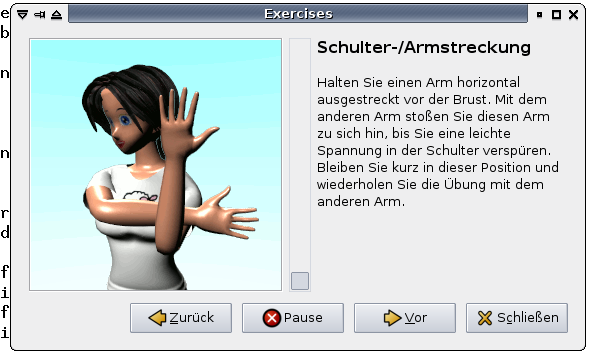 Exercises
Schulter-/Armstreckung
Halten Sie einen Arm horizontal
ausgestreckt vor der Brust. Mit dem
anderen Arm stoßen Sie diesen Arm
zu sich hin, bis Sie eine leichte
Spannung in der Schulter verspüren.
Bleiben Sie kurz in dieser Position und
wiederholen Sie die Übung mit dem
anderen Arm.
Zurück
Pause
Vor
Schließen
e
b
n
n
r
d
f
i
f
i